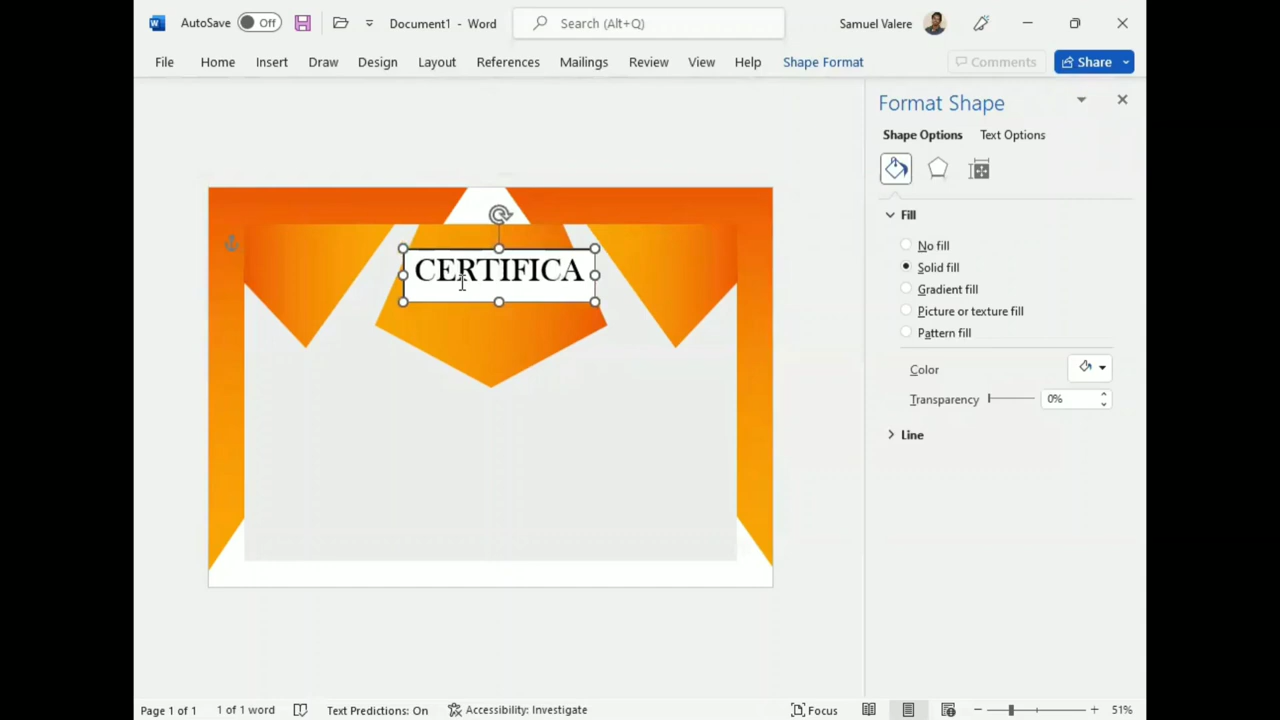 AutoSave Off Document1 - Word Search (Alt+Q) Samuel Valere
File Home Insert Draw Design Layout References Mailings Review View Help Shape Format Comments Share
Format Shape
Shape Options Text Options
Fill
No fill
Solid fill
Gradient fill
Picture or texture fill
Pattern fill
Color
Transparency 0%
Line
CERTIFICA
Page 1 of 1 1 of 1 word Text Predictions: On Accessibility: Investigate Focus 51%